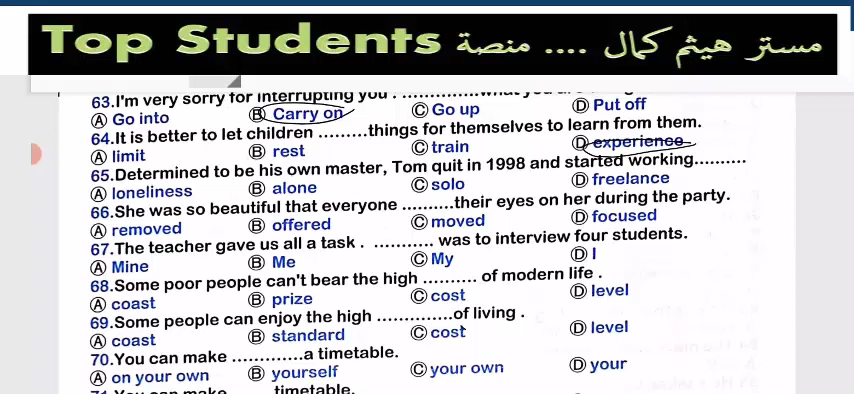 Top Students مستر هيثم كمال .... منصة
63.I'm very sorry for interrupting you . ..............what you
Ⓐ Go into Ⓑ Carry on Ⓒ Go up Ⓓ Put off
64.It is better to let children .........things for themselves to learn from them.
Ⓐ limit Ⓑ rest Ⓒ train Ⓓ experience
65.Determined to be his own master, Tom quit in 1998 and started working..........
Ⓐ loneliness Ⓑ alone Ⓒ solo Ⓓ freelance
66.She was so beautiful that everyone ..........their eyes on her during the party.
Ⓐ removed Ⓑ offered Ⓒ moved Ⓓ focused
67.The teacher gave us all a task . ........... was to interview four students.
Ⓐ Mine Ⓑ Me Ⓒ My Ⓓ I
68.Some poor people can't bear the high .......... of modern life .
Ⓐ coast Ⓑ prize Ⓒ cost Ⓓ level
69.Some people can enjoy the high ..............of living .
Ⓐ coast Ⓑ standard Ⓒ cost Ⓓ level
70.You can make .............a timetable.
Ⓐ on your own Ⓑ yourself Ⓒ your own Ⓓ your
71.You can make ........... timetable.